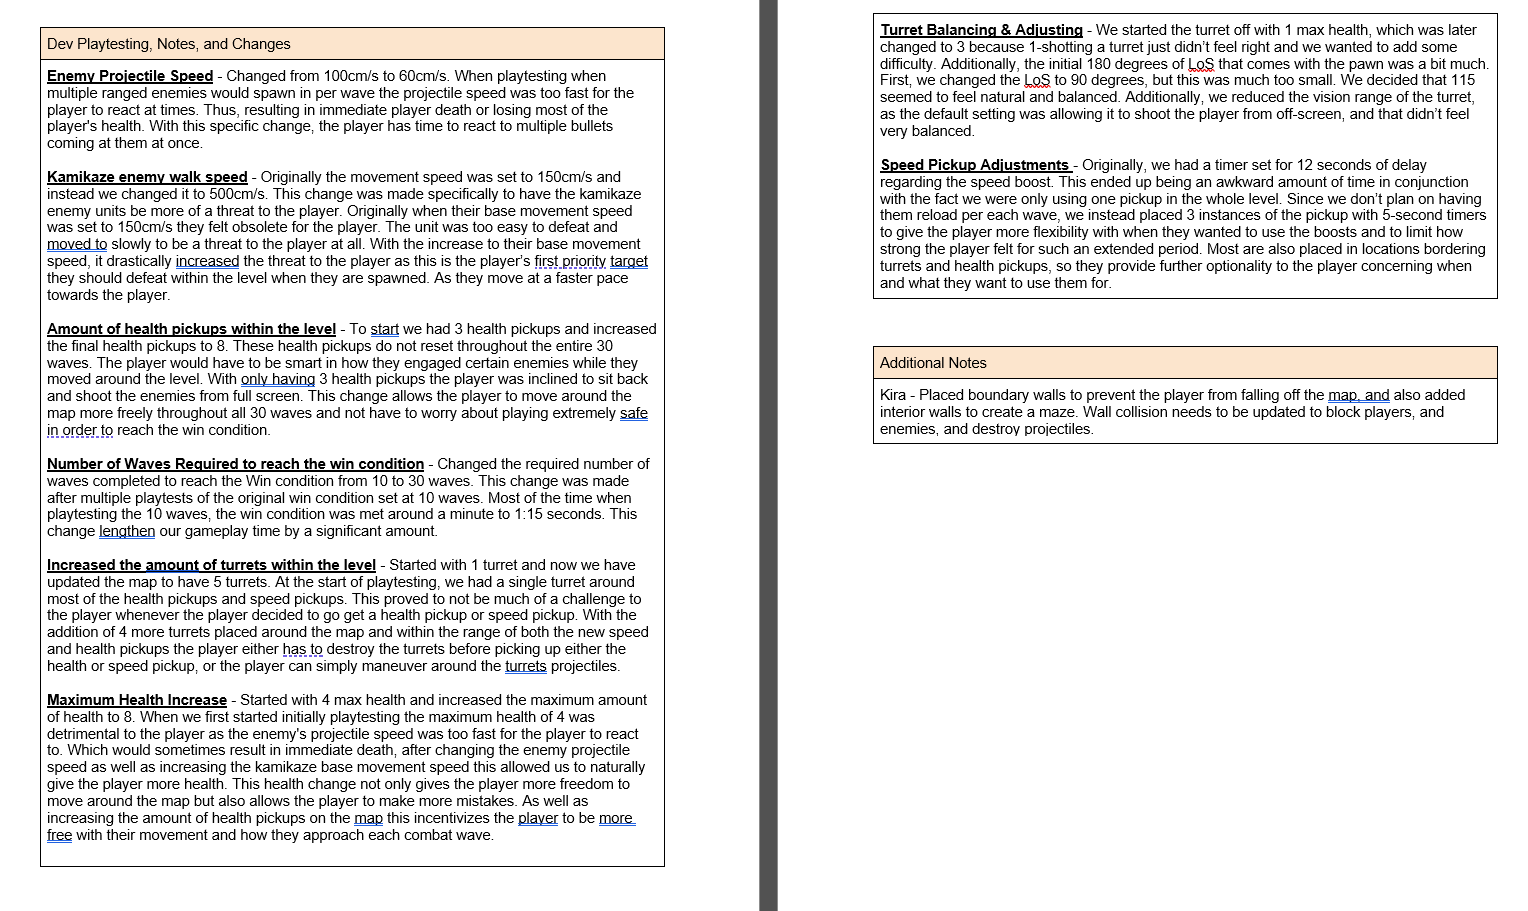 Dev Playtesting, Notes, and Changes
Enemy Projectile Speed - Changed from 100cm/s to 60cm/s. When playtesting when
multiple ranged enemies would spawn in per wave the projectile speed was too fast for the
player to react at times. Thus, resulting in immediate player death or losing most of the
player's health. With this specific change, the player has time to react to multiple bullets
coming at them at once.
Kamikaze enemy walk speed - Originally the movement speed was set to 150cm/s and
instead we changed it to 500cm/s. This change was made specifically to have the kamikaze
enemy units be more of a threat to the player. Originally when their base movement speed
was set to 150cm/s they felt obsolete for the player. The unit was too easy to defeat and
moved to slowly to be a threat to the player at all. With the increase to their base movement
speed, it drastically increased the threat to the player as this is the player's first priority target
they should defeat within the level when they are spawned. As they move at a faster pace
towards the player.
Amount of health pickups within the level - To start we had 3 health pickups and increased
the final health pickups to 8. These health pickups do not reset throughout the entire 30
waves. The player would have to be smart in how they engaged certain enemies while they
moved around the level. With only having 3 health pickups the player was inclined to sit back
and shoot the enemies from full screen. This change allows the player to move around the
map more freely throughout all 30 waves and not have to worry about playing extremely safe
in order to reach the win condition.
Number of Waves Required to reach the win condition - Changed the required number of
waves completed to reach the Win condition from 10 to 30 waves. This change was made
after multiple playtests of the original win condition set at 10 waves. Most of the time when
playtesting the 10 waves, the win condition was met around a minute to 1:15 seconds. This
change lengthen our gameplay time by a significant amount.
Increased the amount of turrets within the level - Started with 1 turret and now we have
updated the map to have 5 turrets. At the start of playtesting, we had a single turret around
most of the health pickups and speed pickups. This proved to not be much of a challenge to
the player whenever the player decided to go get a health pickup or speed pickup. With the
addition of 4 more turrets placed around the map and within the range of both the new speed
and health pickups the player either has to destroy the turrets before picking up either the
health or speed pickup, or the player can simply maneuver around the turrets projectiles.
Maximum Health Increase - Started with 4 max health and increased the maximum amount
of health to 8. When we first started initially playtesting the maximum health of 4 was
detrimental to the player as the enemy's projectile speed was too fast for the player to react
to. Which would sometimes result in immediate death, after changing the enemy projectile
speed as well as increasing the kamikaze base movement speed this allowed us to naturally
give the player more health. This health change not only gives the player more freedom to
move around the map but also allows the player to make more mistakes. As well as
increasing the amount of health pickups on the map this incentivizes the player to be more
free with their movement and how they approach each combat wave.
Turret Balancing & Adjusting - We started the turret off with 1 max health, which was later
changed to 3 because 1-shotting a turret just didn't feel right and we wanted to add some
difficulty. Additionally, the initial 180 degrees of LoS that comes with the pawn was a bit much.
First, we changed the LoS to 90 degrees, but this was much too small. We decided that 115
seemed to feel natural and balanced. Additionally, we reduced the vision range of the turret,
as the default setting was allowing it to shoot the player from off-screen, and that didn't feel
very balanced.
Speed Pickup Adjustments - Originally, we had a timer set for 12 seconds of delay
regarding the speed boost. This ended up being an awkward amount of time in conjunction
with the fact we were only using one pickup in the whole level. Since we don't plan on having
them reload per each wave, we instead placed 3 instances of the pickup with 5-second timers
to give the player more flexibility with when they wanted to use the boosts and to limit how
strong the player felt for such an extended period. Most are also placed in locations bordering
turrets and health pickups, so they provide further optionality to the player concerning when
and what they want to use them for.
Additional Notes
Kira - Placed boundary walls to prevent the player from falling off the map, and also added
interior walls to create a maze. Wall collision needs to be updated to block players, and
enemies, and destroy projectiles.